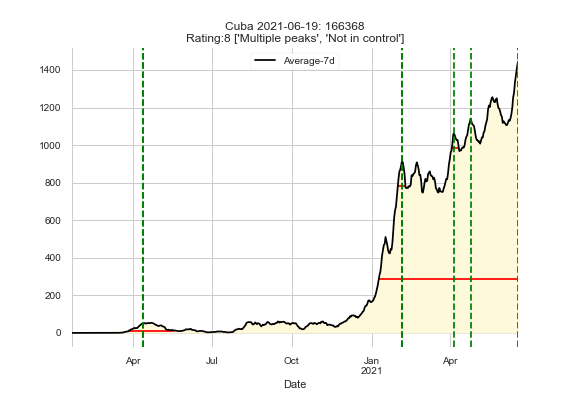 Cuba 2021-06-19: 166368
Rating:8 ['Multiple peaks', 'Not in control']
Average-7d
1400
1200
1000
800
600
400
200
0
Apr Jul Oct Jan Apr
2021
Date